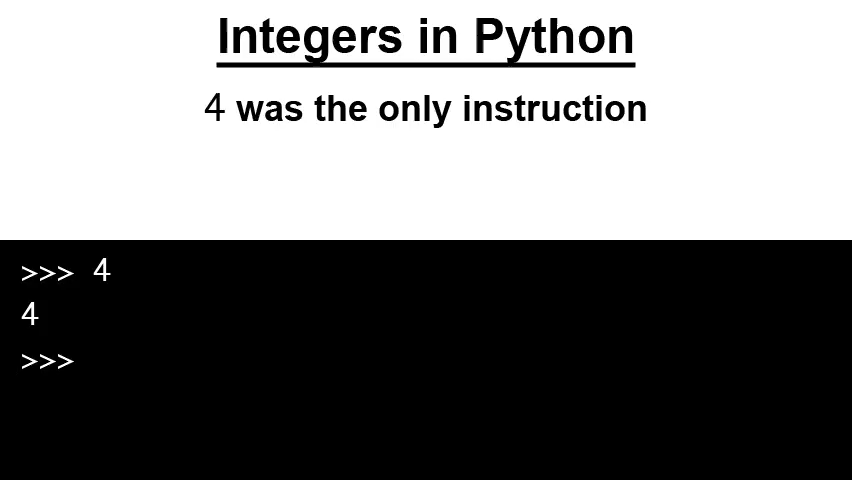 Integers in Python
4 was the only instruction
>>> 4
4
>>>